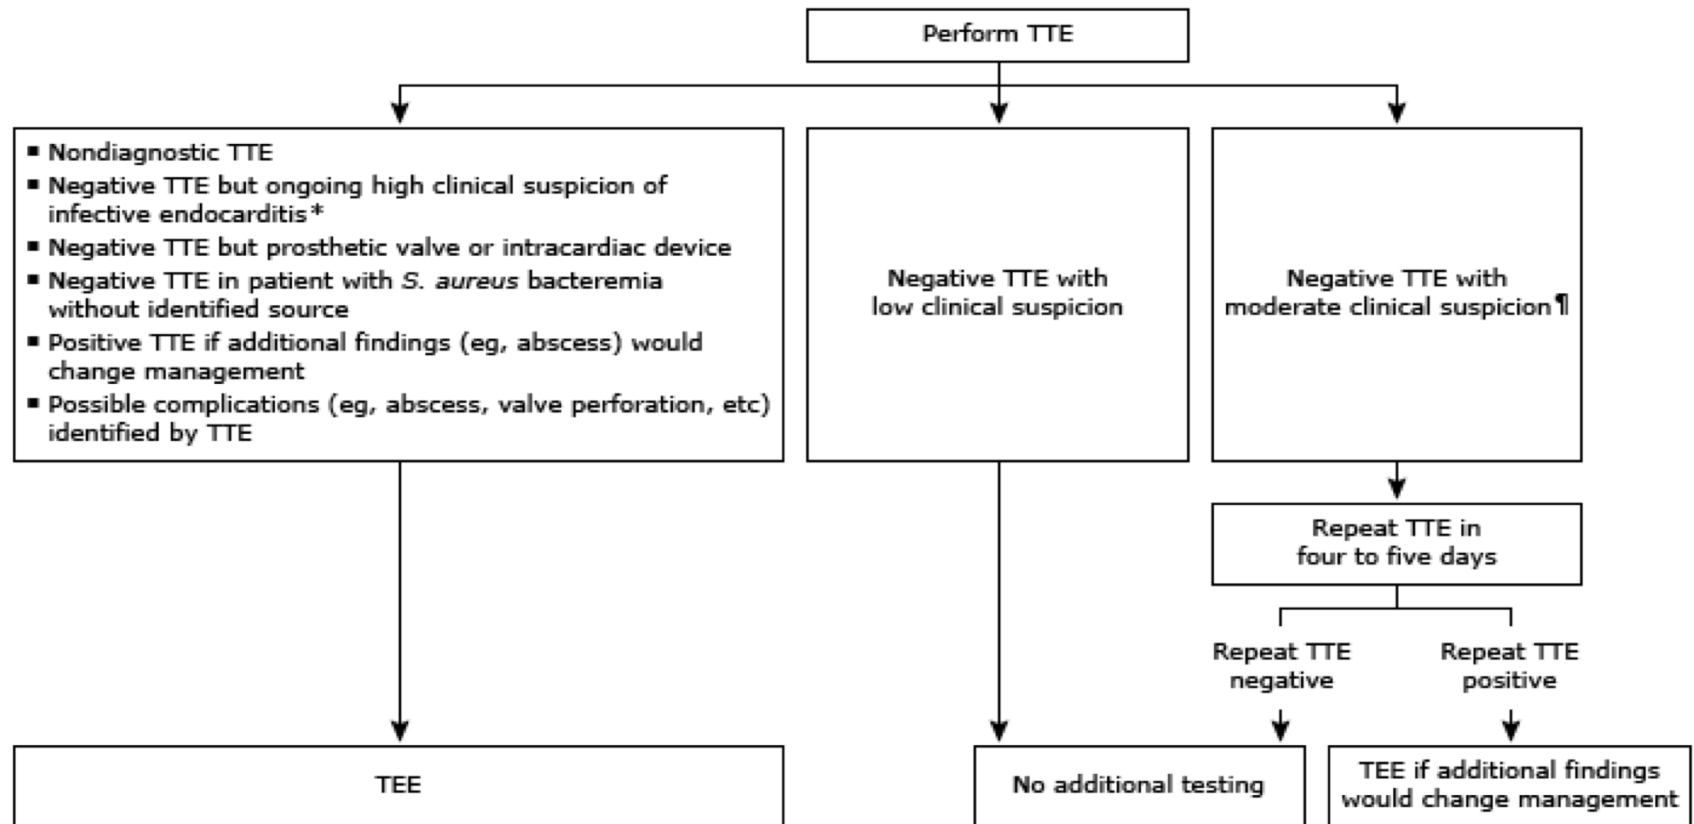 Perform TTE
▪ Nondiagnostic TTE
▪ Negative TTE but ongoing high clinical suspicion of
infective endocarditis*
▪ Negative TTE but prosthetic valve or intracardiac device
▪ Negative TTE in patient with S. aureus bacteremia
without identified source
▪ Positive TTE if additional findings (eg, abscess) would
change management
▪ Possible complications (eg, abscess, valve perforation, etc)
identified by TTE
Negative TTE with
low clinical suspicion
Negative TTE with
moderate clinical suspicion¶
Repeat TTE in
four to five days
Repeat TTE
negative
Repeat TTE
positive
TEE
No additional testing
TEE if additional findings
would change management